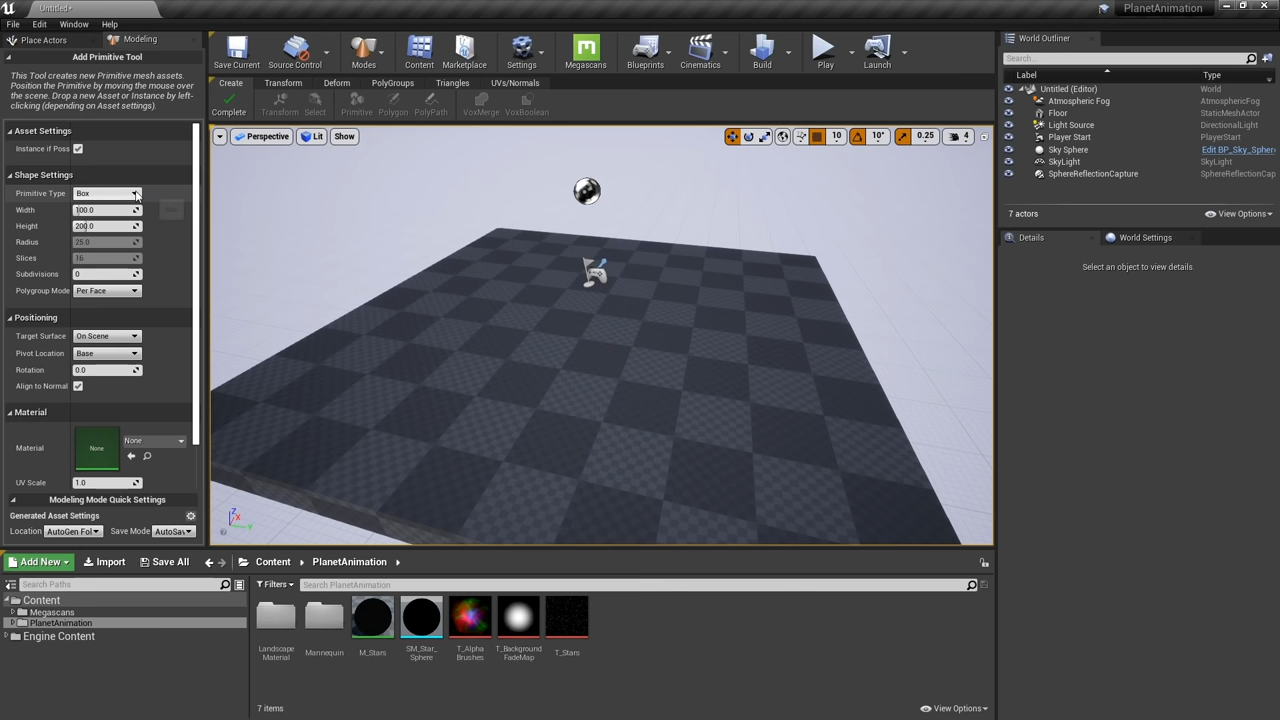 Untitled*
PlanetAnimation
File Edit Window Help
Place Actors
Modeling
Add Primitive Tool
This Tool creates new Primitive mesh assets.
Position the Primitive by moving the mouse
over the scene. Drop a new Asset or Instance by left-
clicking (depending on Asset settings).
Asset Settings
Instance if Poss
Shape Settings
Primitive Type Box
Width 100.0
Height 200.0
Radius 25.0
Slices 16
Subdivisions 0
Polygroup Mode Per Face
Positioning
Target Surface On Scene
Pivot Location Base
Rotation 0.0
Align to Normal
Material
Material None None
UV Scale 1.0
Modeling Mode Quick Settings
Generated Asset Settings
Location AutoGen Fol Save Mode AutoSav
Save Current Source Control Modes Content Marketplace Settings Megascans Blueprints Cinematics Build Play Launch
Create Transform Deform PolyGroups Triangles UVs/Normals
Complete Transform Select Primitive Polygon PolyPath VoxMerge VoxBoolean
Perspective Lit Show
10 10° 0.25 4
Z X Y
World Outliner
Search...
Label Type
Untitled (Editor) World
Atmospheric Fog AtmosphericFog
Floor StaticMeshActor
Light Source DirectionalLight
Player Start PlayerStart
Sky Sphere Edit BP_Sky_Spher
SkyLight SkyLight
SphereReflectionCapture SphereReflectionCap
7 actors View Options
Details World Settings
Select an object to view details.
Add New Import Save All Content PlanetAnimation
Search Paths
Filters Search PlanetAnimation
Content
Megascans
PlanetAnimation
Engine Content
Landscape
Material
Mannequin
M_Stars
SM_Star_
Sphere
T_Alpha
Brushes
T_Background
FadeMap
T_Stars
7 items View Options